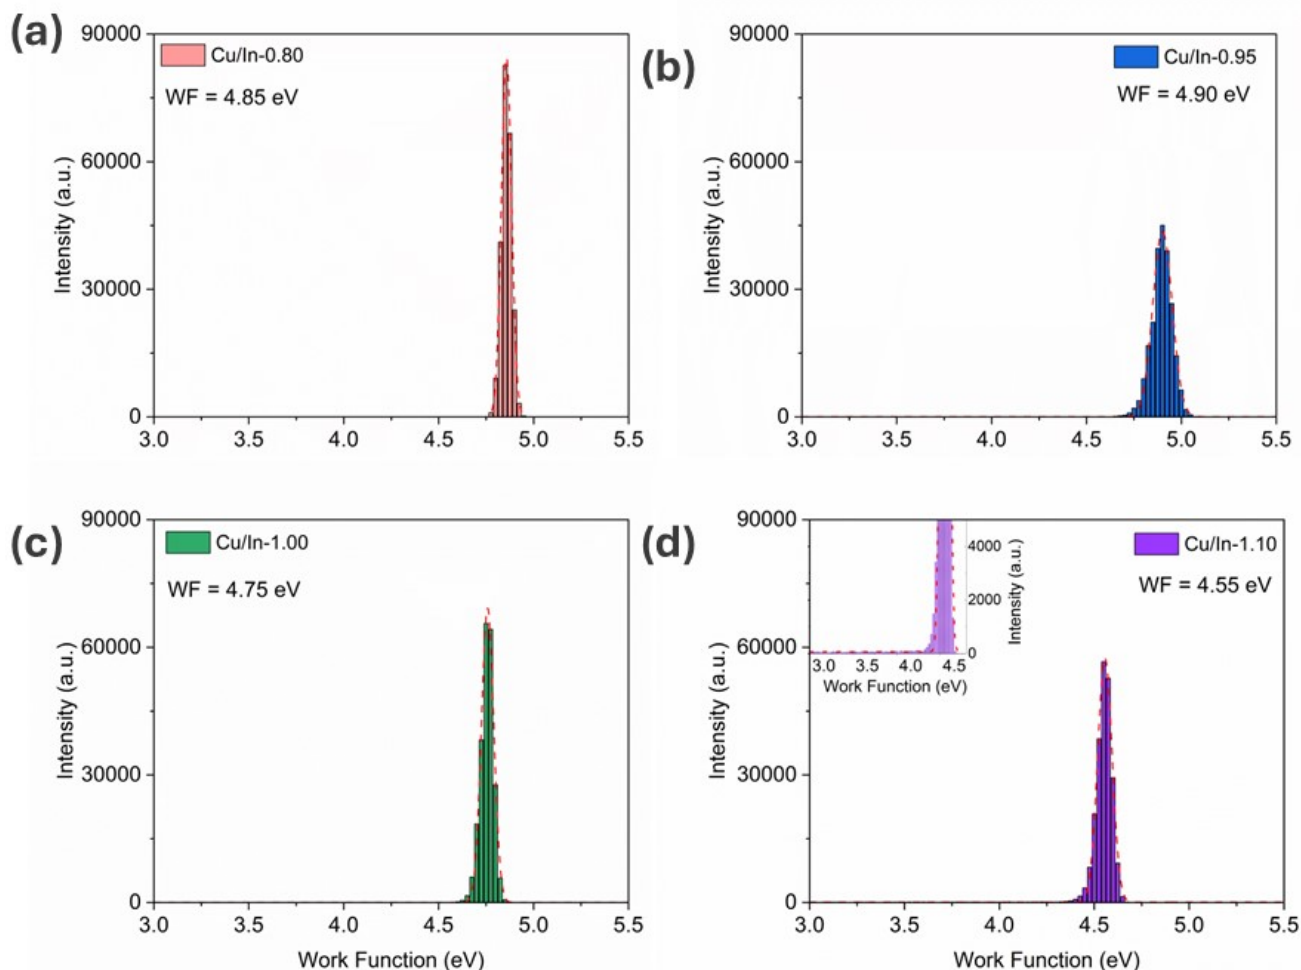 (a)
90000
60000
30000
0
Intensity (a.u.)
Cu/In-0.80
WF = 4.85 eV
3.0 3.5 4.0 4.5 5.0 5.5
(b)
90000
60000
30000
0
Intensity (a.u.)
Cu/In-0.95
WF = 4.90 eV
3.0 3.5 4.0 4.5 5.0 5.5
(c)
90000
60000
30000
0
Intensity (a.u.)
Cu/In-1.00
WF = 4.75 eV
3.0 3.5 4.0 4.5 5.0 5.5
Work Function (eV)
(d)
90000
60000
30000
0
Intensity (a.u.)
4000
2000
0
Intensity (a.u.)
3.0 3.5 4.0 4.5
Work Function (eV)
Cu/In-1.10
WF = 4.55 eV
3.0 3.5 4.0 4.5 5.0 5.5
Work Function (eV)